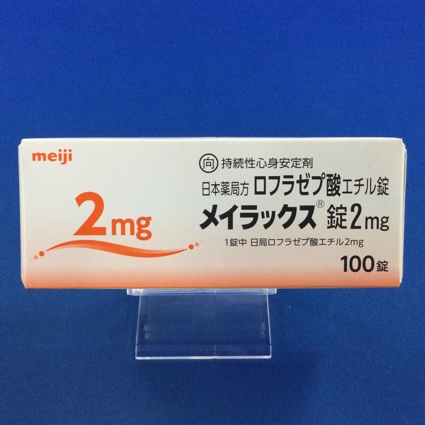 meiji
2mg
向 持続性心身安定剤
日本薬局方 ロフラゼプ酸エチル錠
メイラックス®錠2mg
1錠中 日局ロフラゼプ酸エチル2mg
100錠